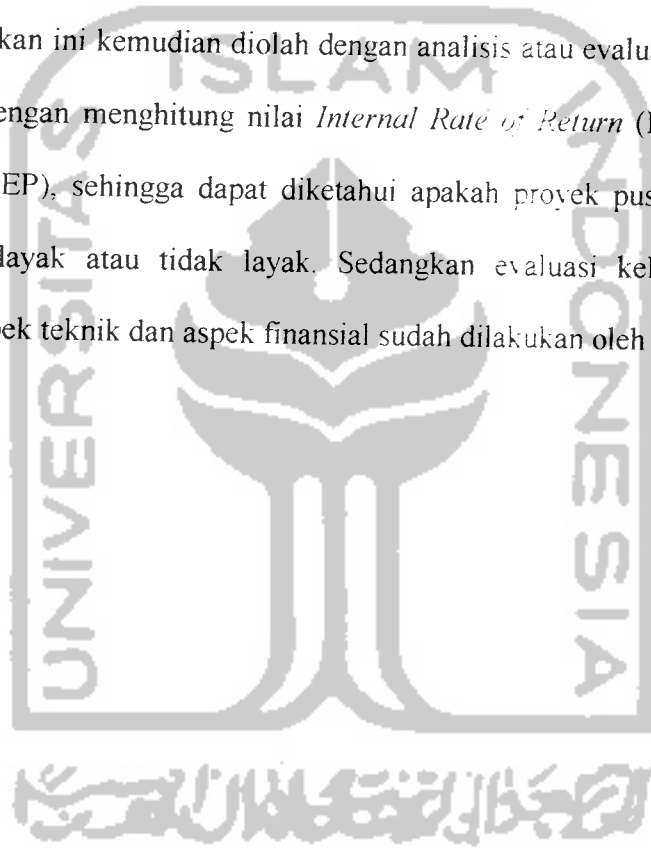 kan ini kemudian diolah dengan analisis atau evalua
engan menghitung nilai Internal Rate of Return (I
EP), sehingga dapat diketahui apakah proyek pus
layak atau tidak layak. Sedangkan evaluasi kel
ek teknik dan aspek finansial sudah dilakukan oleh
ISLAM
UNIVERSITAS
INDONESIA